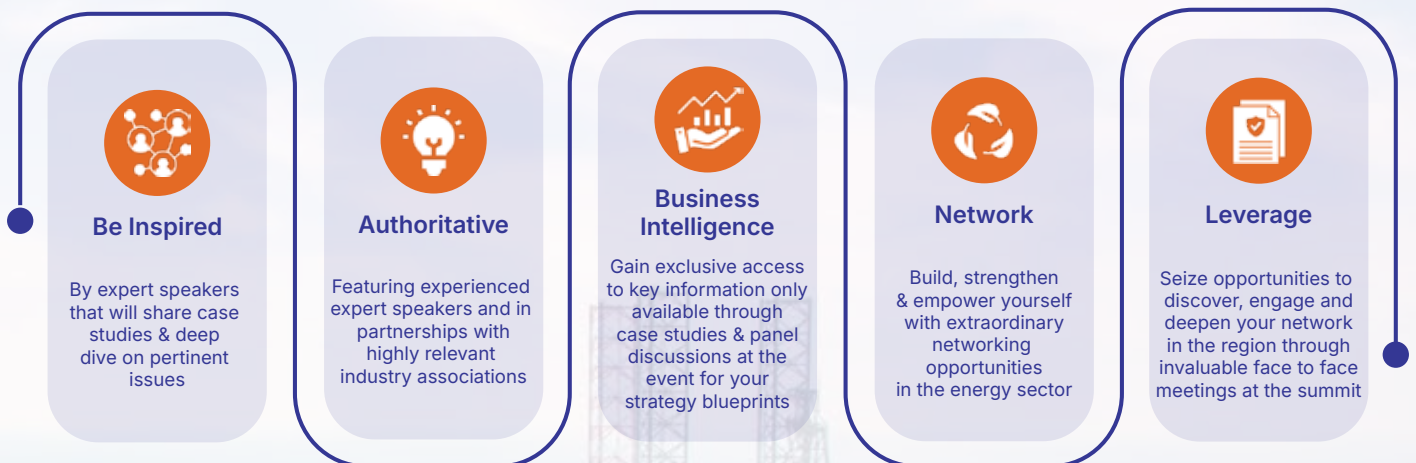 Be Inspired
By expert speakers
that will share case
studies & deep
dive on pertinent
issues
Authoritative
Featuring experienced
expert speakers and in
partnerships with
highly relevant
industry associations
Business
Intelligence
Gain exclusive access
to key information only
available through
case studies & panel
discussions at the
event for your
strategy blueprints
Network
Build, strengthen
& empower yourself
with extraordinary
networking
opportunities
in the energy sector
Leverage
Seize opportunities to
discover, engage and
deepen your network
in the region through
invaluable face to face
meetings at the summit